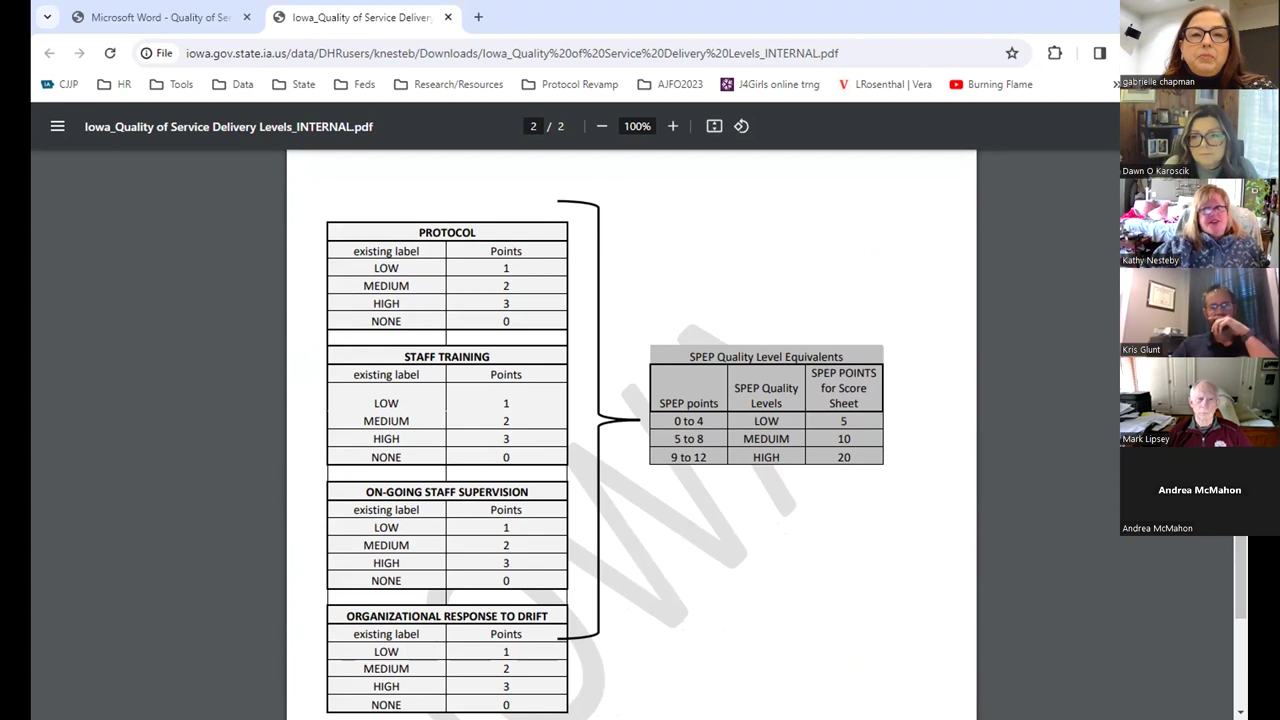 Microsoft Word - Quality of Ser
Iowa_Quality of Service Delivery
File
iowa.gov.state.ia.us/data/DHRusers/knesteb/Downloads/Iowa_Quality%20of%20Service%20Delivery%20Levels_INTERNAL.pdf
CJJP
HR
Tools
Data
State
Feds
Research/Resources
Protocol Revamp
AJFO2023
J4Girls online trng
LRosenthal | Vera
Burning Flame
Iowa_Quality of Service Delivery Levels_INTERNAL.pdf
2 / 2
100%
PROTOCOL
existing label Points
LOW 1
MEDIUM 2
HIGH 3
NONE 0
STAFF TRAINING
existing label Points
LOW 1
MEDIUM 2
HIGH 3
NONE 0
ON-GOING STAFF SUPERVISION
existing label Points
LOW 1
MEDIUM 2
HIGH 3
NONE 0
ORGANIZATIONAL RESPONSE TO DRIFT
existing label Points
LOW 1
MEDIUM 2
HIGH 3
NONE 0
SPEP Quality Level Equivalents
SPEP points
SPEP Quality
Levels
SPEP POINTS
for Score
Sheet
0 to 4 LOW 5
5 to 8 MEDUIM 10
9 to 12 HIGH 20
gabrielle chapman
Dawn O Karoscik
Kathy Nesteby
Kris Glunt
Mark Lipsey
Andrea McMahon
Andrea McMahon